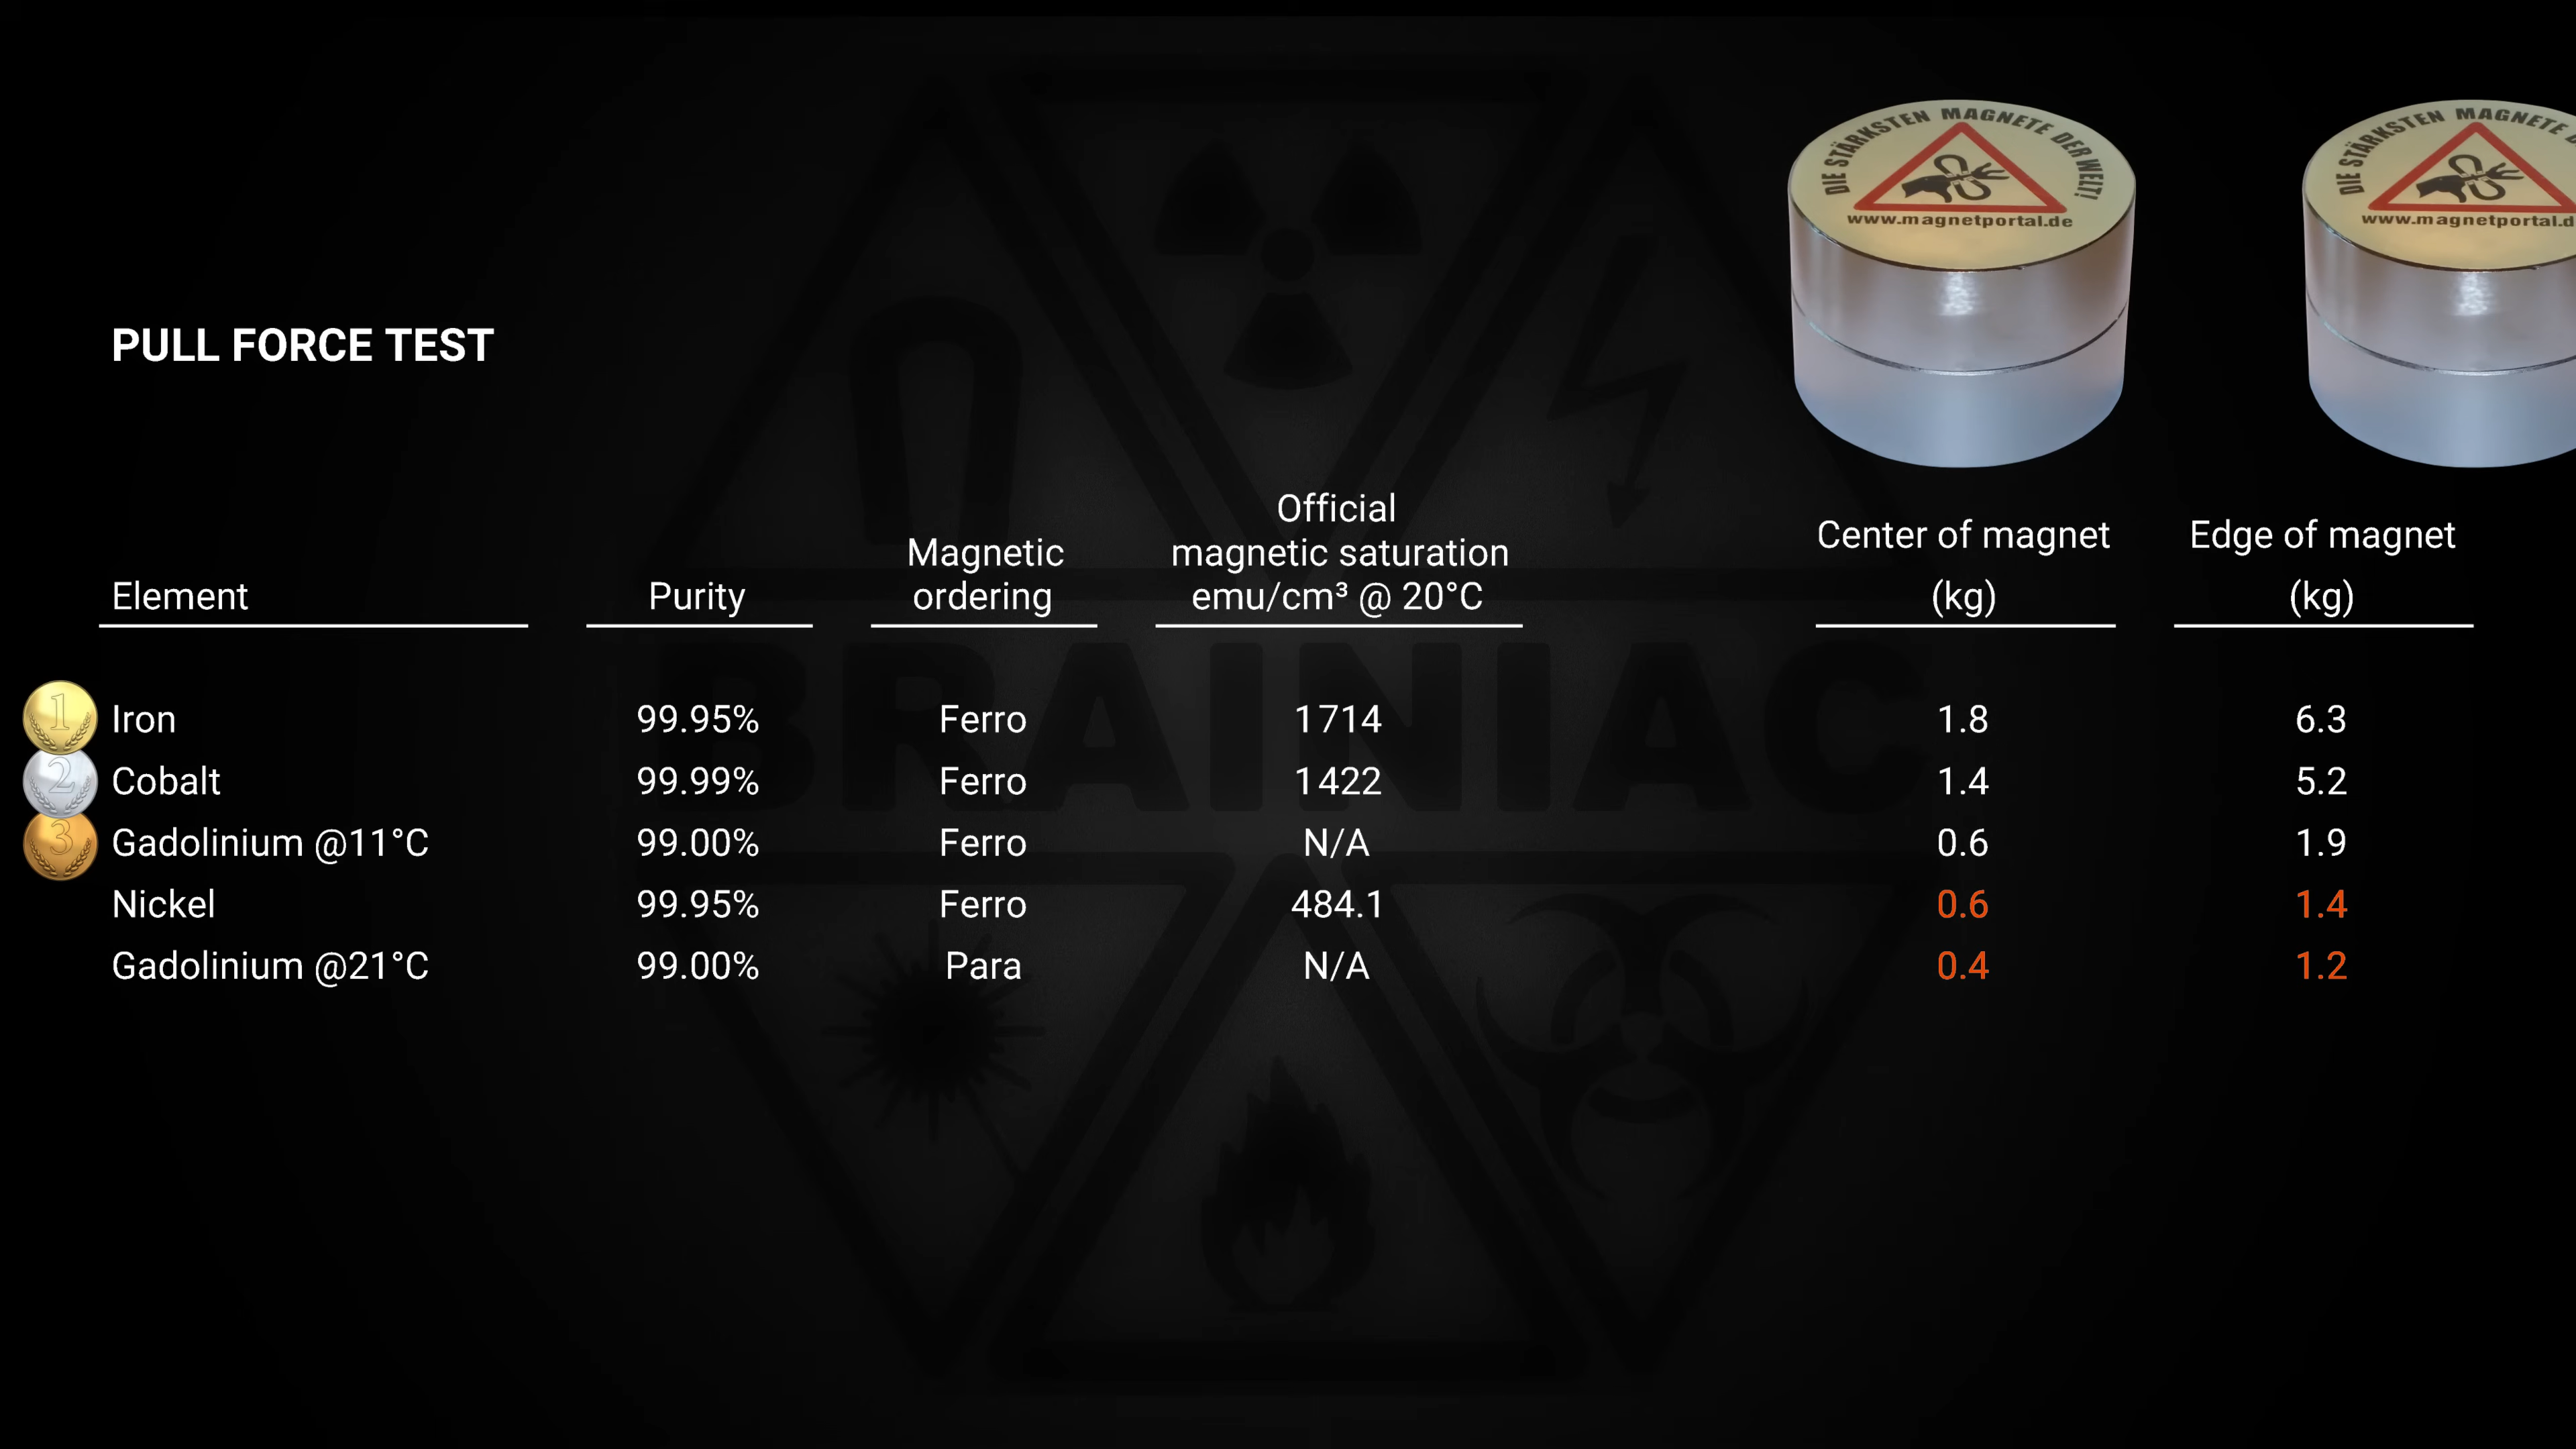 DIE STÄRKSTEN MAGNETE DER WELT!
www.magnetportal.de
DIE STÄRKSTEN MAGNETE
www.magnetportal.d
PULL FORCE TEST
Element
Purity
Magnetic
ordering
Official
magnetic saturation
emu/cm³ @ 20°C
Center of magnet
(kg)
Edge of magnet
(kg)
1 Iron 99.95% Ferro 1714 1.8 6.3
2 Cobalt 99.99% Ferro 1422 1.4 5.2
3 Gadolinium @11°C 99.00% Ferro N/A 0.6 1.9
Nickel 99.95% Ferro 484.1 0.6 1.4
Gadolinium @21°C 99.00% Para N/A 0.4 1.2
BRAINIAC